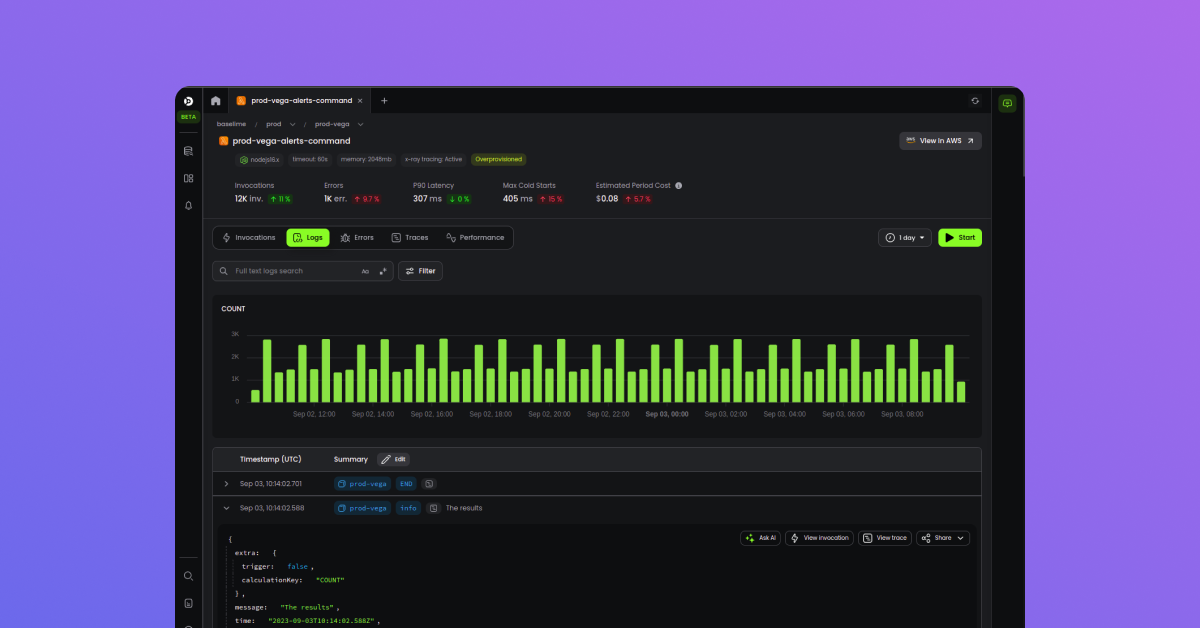 prod-vega-alerts-command × +
BETA
baselime / prod / prod-vega
prod-vega-alerts-command
aws View in AWS
nodejs16.x timeout: 60s memory: 2048mb x-ray tracing: Active Overprovisioned
Invocations Errors P90 Latency Max Cold Starts Estimated Period Cost
12K inv. ↑ 11 % 1K err. ↑ 9.7 % 307 ms ↓ 0 % 405 ms ↑ 15 % $0.08 ↑ 5.7 %
Invocations Logs Errors Traces Performance 1 day Start
Full text logs search Aa .* Filter
COUNT
3K
2K
1K
0
Sep 02, 12:00 Sep 02, 14:00 Sep 02, 16:00 Sep 02, 18:00 Sep 02, 20:00 Sep 02, 22:00 Sep 03, 00:00 Sep 03, 02:00 Sep 03, 04:00 Sep 03, 06:00 Sep 03, 08:00
Timestamp (UTC) Summary Edit
Sep 03, 10:14:02.701 prod-vega END
Sep 03, 10:14:02.588 prod-vega info The results
Ask AI View invocation View trace Share
{
extra: {
trigger: false ,
calculationKey: "COUNT"
} ,
message: "The results" ,
time: "2023-09-03T10:14:02.588Z" ,